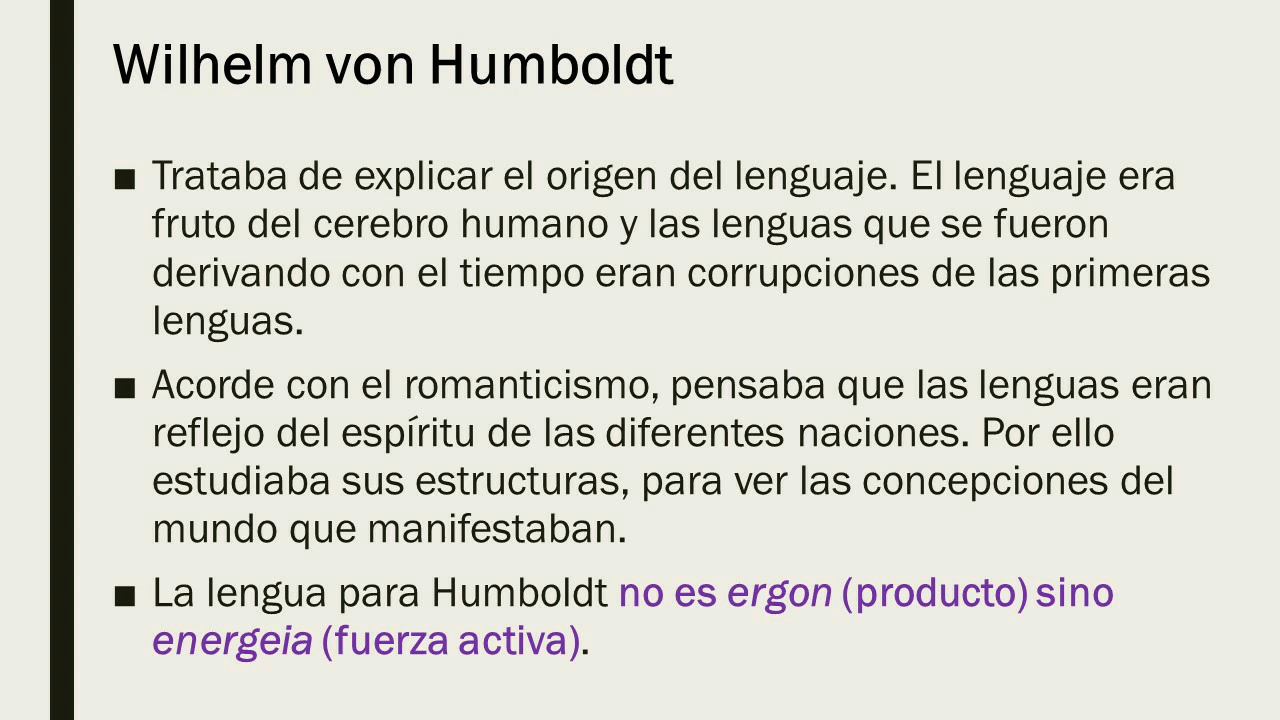 Wilhelm von Humboldt
■ Trataba de explicar el origen del lenguaje. El lenguaje era
fruto del cerebro humano y las lenguas que se fueron
derivando con el tiempo eran corrupciones de las primeras
lenguas.
■ Acorde con el romanticismo, pensaba que las lenguas eran
reflejo del espíritu de las diferentes naciones. Por ello
estudiaba sus estructuras, para ver las concepciones del
mundo que manifestaban.
■ La lengua para Humboldt no es ergon (producto) sino
energeia (fuerza activa).